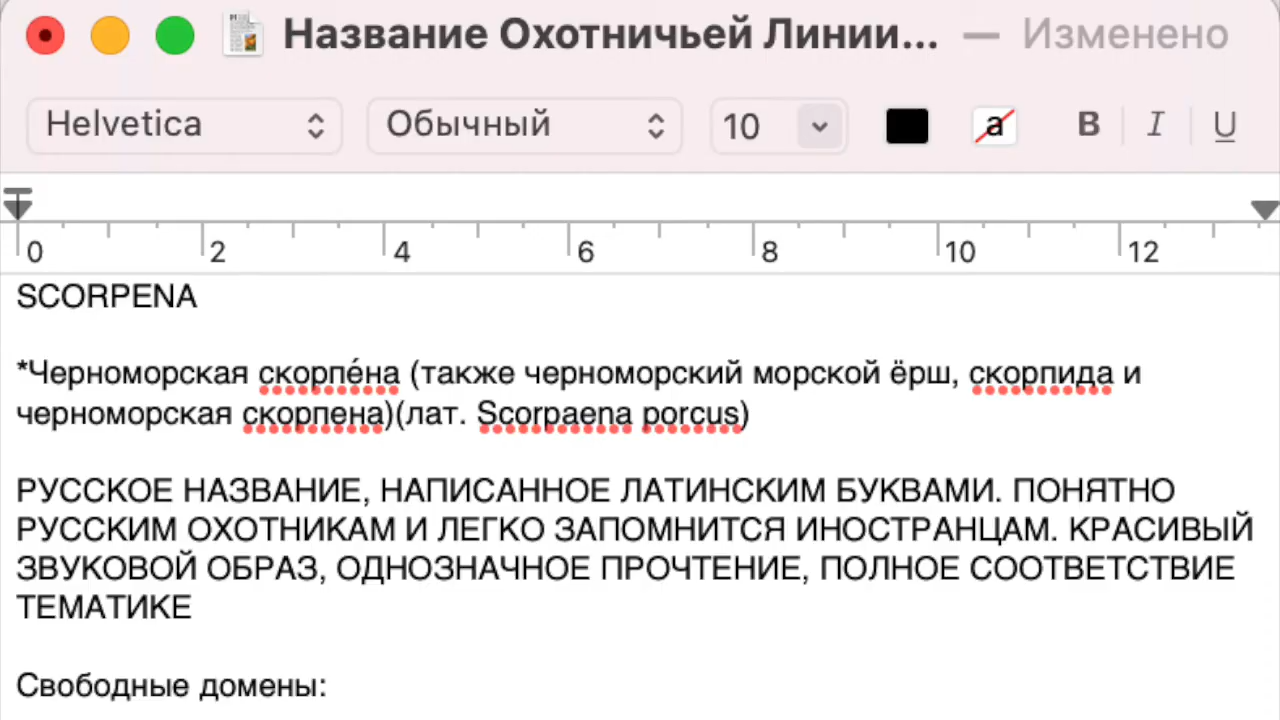 Название Охотничьей Линии... — Изменено
Helvetica Обычный 10 a B I U
0 2 4 6 8 10 12
SCORPENA
*Черноморская скорпе́на (также черноморский морской ёрш, скорпида и
черноморская скорпена)(лат. Scorpaena porcus)
РУССКОЕ НАЗВАНИЕ, НАПИСАННОЕ ЛАТИНСКИМ БУКВАМИ. ПОНЯТНО
РУССКИМ ОХОТНИКАМ И ЛЕГКО ЗАПОМНИТСЯ ИНОСТРАНЦАМ. КРАСИВЫЙ
ЗВУКОВОЙ ОБРАЗ, ОДНОЗНАЧНОЕ ПРОЧТЕНИЕ, ПОЛНОЕ СООТВЕТСТВИЕ
ТЕМАТИКЕ
Свободные домены: